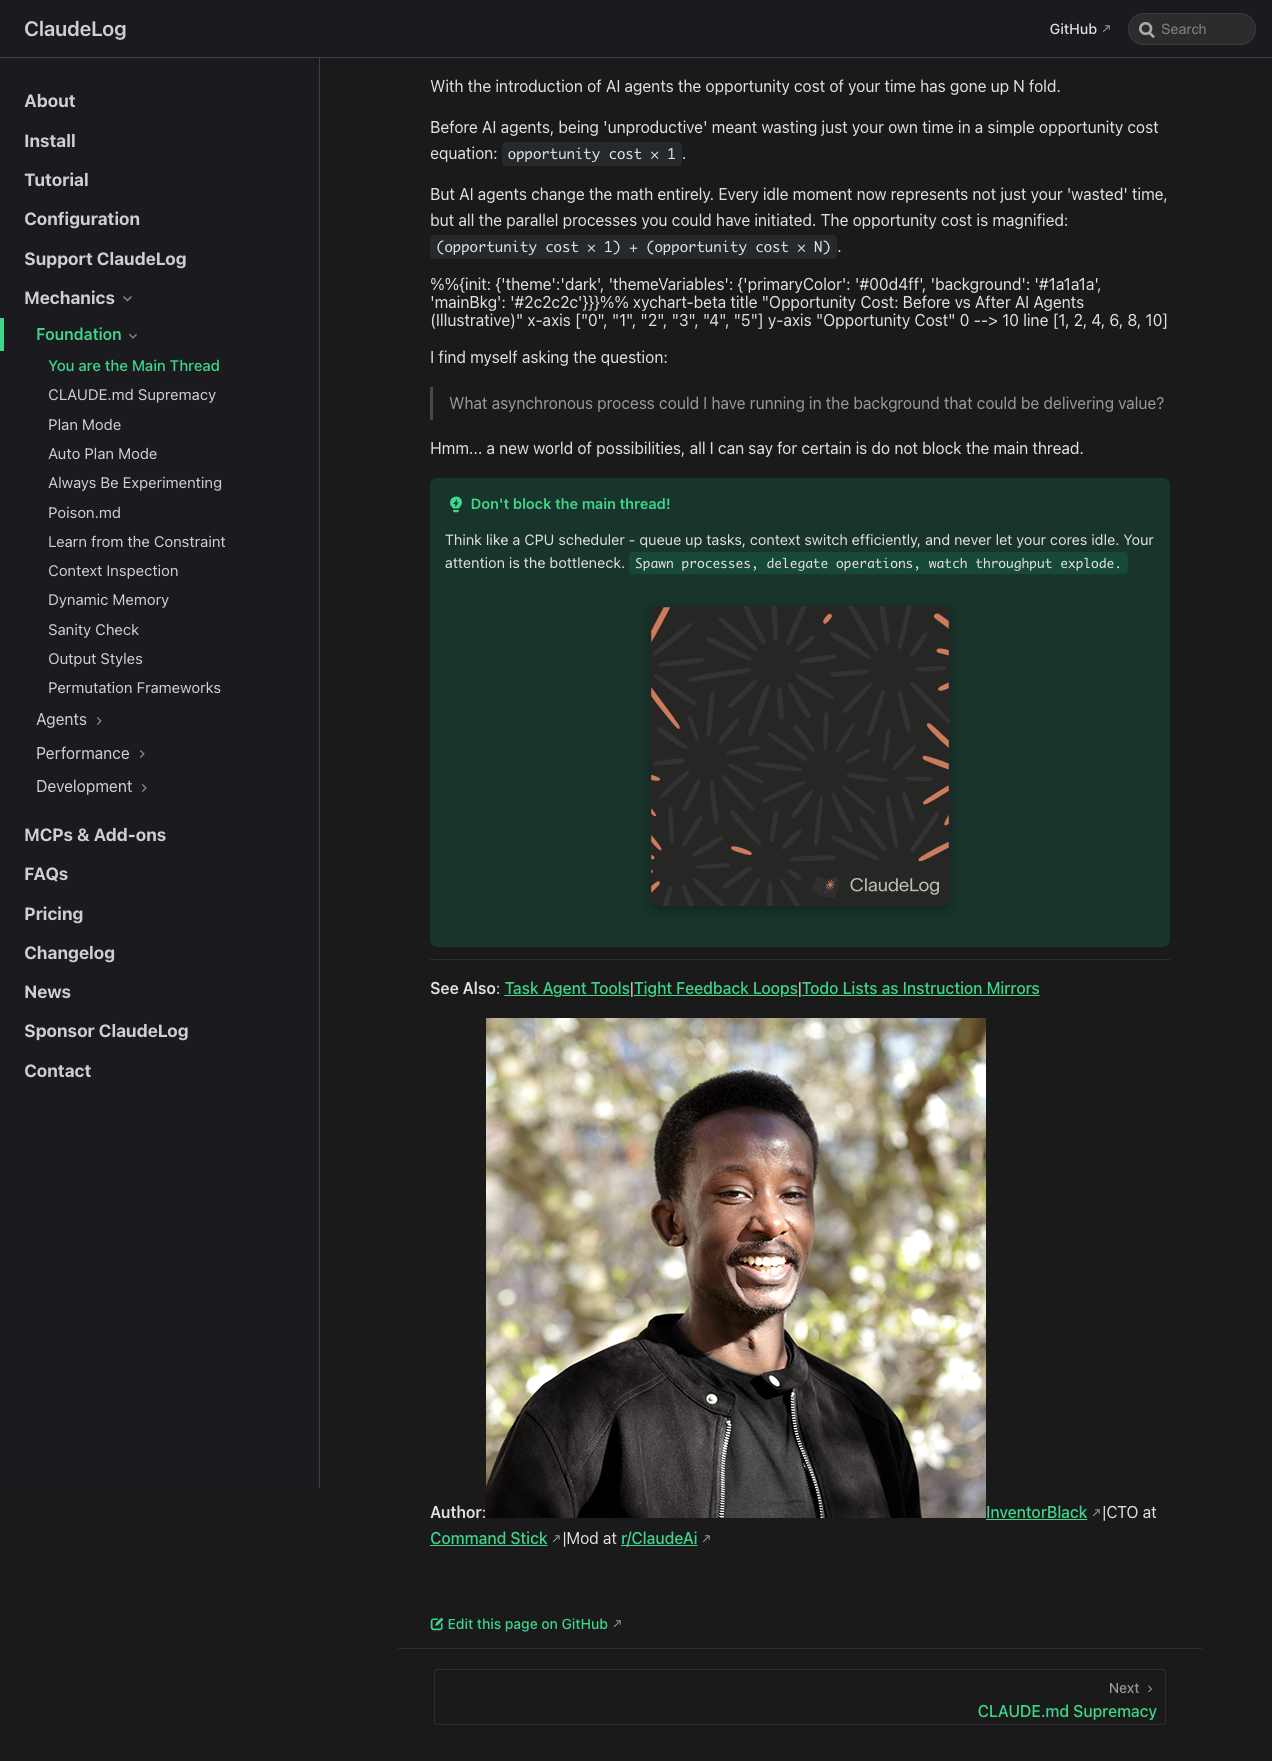 ClaudeLog
GitHub
Search
About
Install
Tutorial
Configuration
Support ClaudeLog
Mechanics
Foundation
You are the Main Thread
CLAUDE.md Supremacy
Plan Mode
Auto Plan Mode
Always Be Experimenting
Poison.md
Learn from the Constraint
Context Inspection
Dynamic Memory
Sanity Check
Output Styles
Permutation Frameworks
Agents
Performance
Development
MCPs & Add-ons
FAQs
Pricing
Changelog
News
Sponsor ClaudeLog
Contact
With the introduction of AI agents the opportunity cost of your time has gone up N fold.
Before AI agents, being 'unproductive' meant wasting just your own time in a simple opportunity cost
equation: opportunity cost × 1.
But AI agents change the math entirely. Every idle moment now represents not just your 'wasted' time,
but all the parallel processes you could have initiated. The opportunity cost is magnified:
(opportunity cost × 1) + (opportunity cost × N).
%%{init: {'theme':'dark', 'themeVariables': {'primaryColor': '#00d4ff', 'background': '#1a1a1a',
'mainBkg': '#2c2c2c'}}}%% xychart-beta title "Opportunity Cost: Before vs After AI Agents
(Illustrative)" x-axis ["0", "1", "2", "3", "4", "5"] y-axis "Opportunity Cost" 0 --> 10 line [1, 2, 4, 6, 8, 10]
I find myself asking the question:
What asynchronous process could I have running in the background that could be delivering value?
Hmm... a new world of possibilities, all I can say for certain is do not block the main thread.
Don't block the main thread!
Think like a CPU scheduler - queue up tasks, context switch efficiently, and never let your cores idle. Your
attention is the bottleneck. Spawn processes, delegate operations, watch throughput explode.
ClaudeLog
See Also: Task Agent Tools|Tight Feedback Loops|Todo Lists as Instruction Mirrors
Author: InventorBlack|CTO at
Command Stick|Mod at r/ClaudeAi
Edit this page on GitHub
Next
CLAUDE.md Supremacy